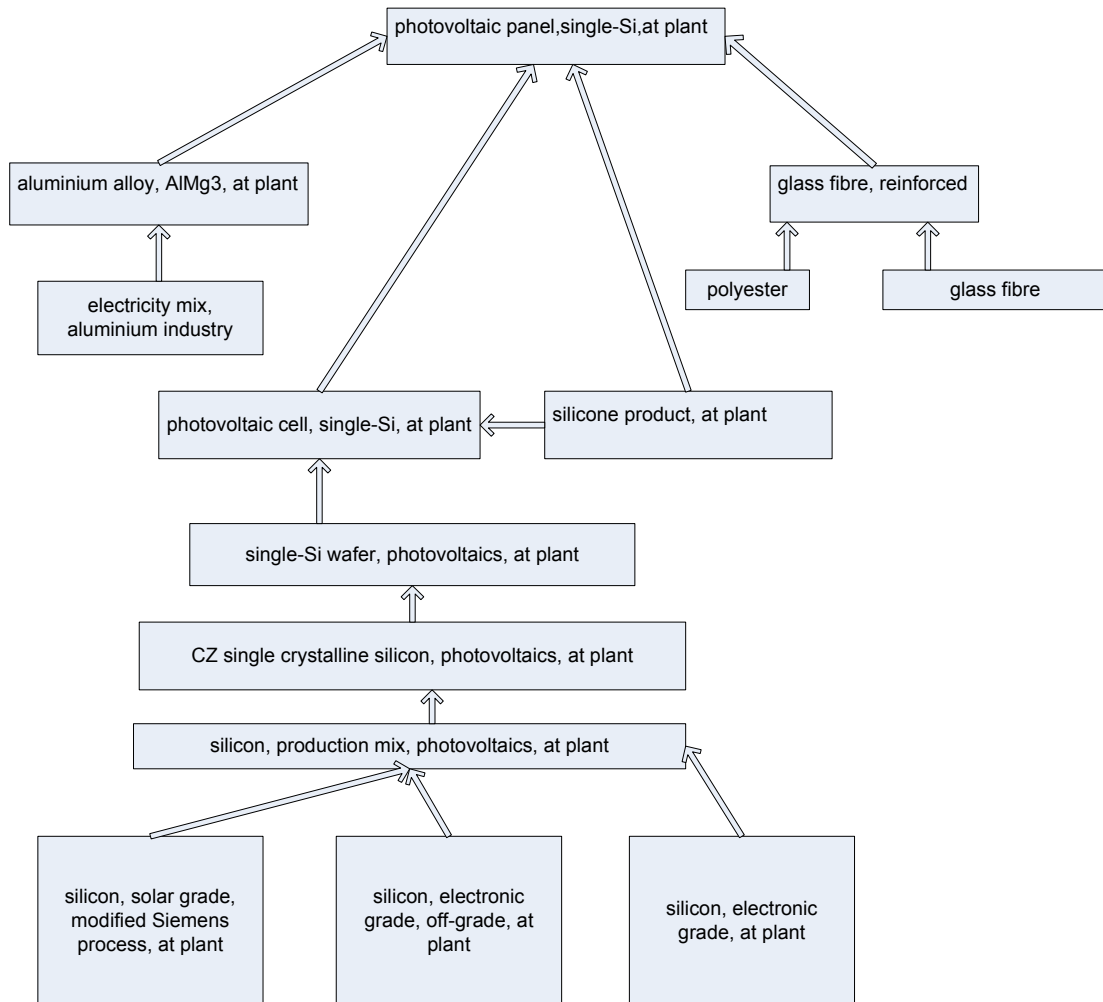 photovoltaic panel,single-Si,at plant
aluminium alloy, AlMg3, at plant
glass fibre, reinforced
electricity mix,
aluminium industry
polyester
glass fibre
photovoltaic cell, single-Si, at plant
silicone product, at plant
single-Si wafer, photovoltaics, at plant
CZ single crystalline silicon, photovoltaics, at plant
silicon, production mix, photovoltaics, at plant
silicon, solar grade,
modified Siemens
process, at plant
silicon, electronic
grade, off-grade, at
plant
silicon, electronic
grade, at plant